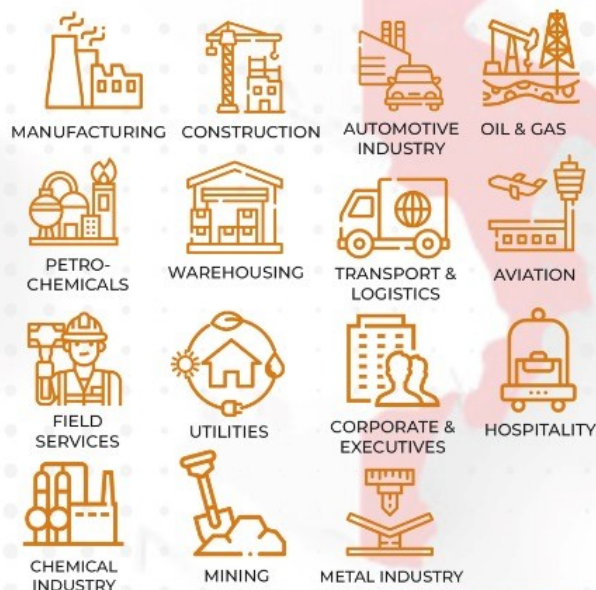 MANUFACTURING
CONSTRUCTION
AUTOMOTIVE
INDUSTRY
OIL & GAS
PETRO-
CHEMICALS
WAREHOUSING
TRANSPORT &
LOGISTICS
AVIATION
FIELD
SERVICES
UTILITIES
CORPORATE &
EXECUTIVES
HOSPITALITY
CHEMICAL
INDUSTRY
MINING
METAL INDUSTRY